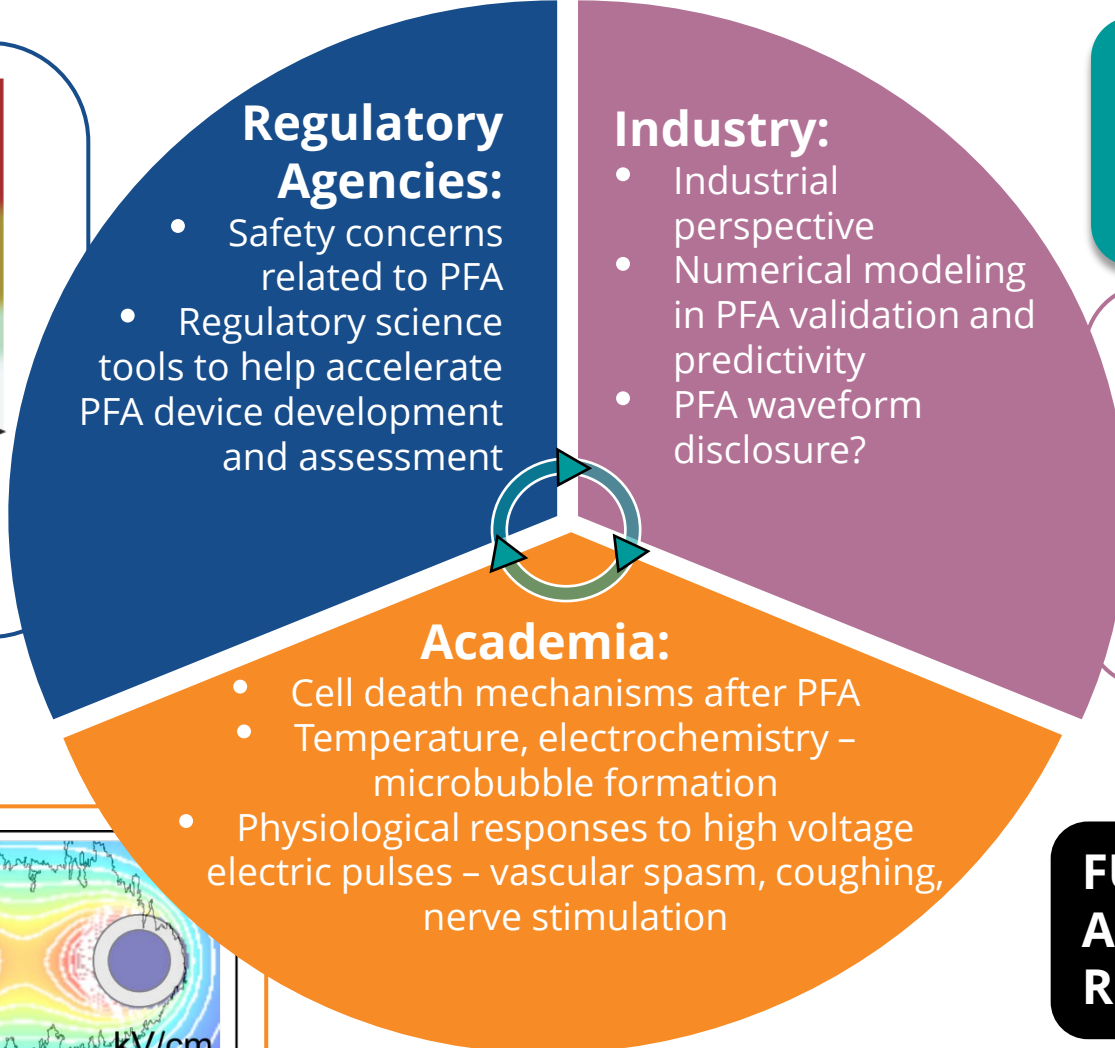 Regulatory
Agencies:
• Safety concerns
related to PFA
• Regulatory science
tools to help accelerate
PFA device development
and assessment
Industry:
• Industrial
perspective
• Numerical modeling
in PFA validation and
predictivity
• PFA waveform
disclosure?
Academia:
• Cell death mechanisms after PFA
• Temperature, electrochemistry –
microbubble formation
• Physiological responses to high voltage
electric pulses – vascular spasm, coughing,
nerve stimulation
kV/cm